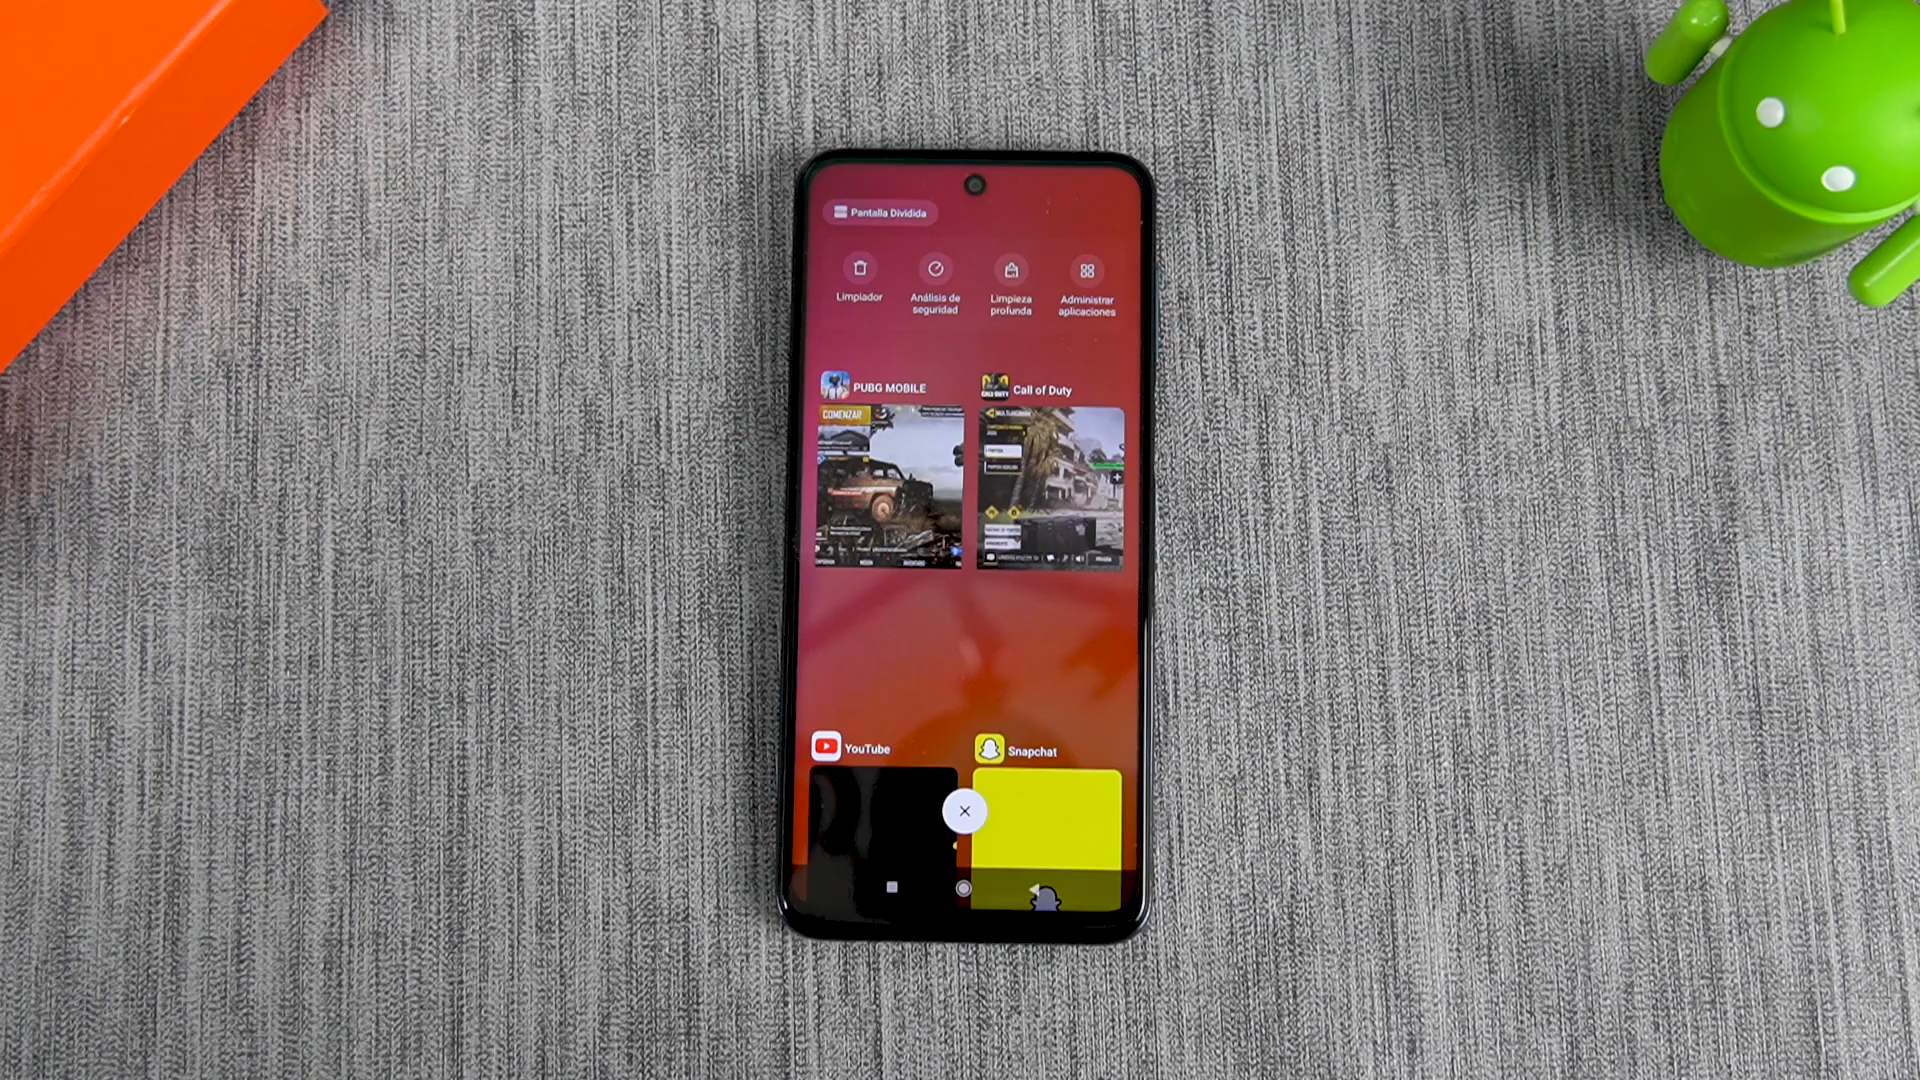 Pantalla Dividida
Limpiador
Análisis de
seguridad
Limpieza
profunda
Administrar
aplicaciones
PUBG MOBILE
Call of Duty
COMENZAR
YouTube
Snapchat